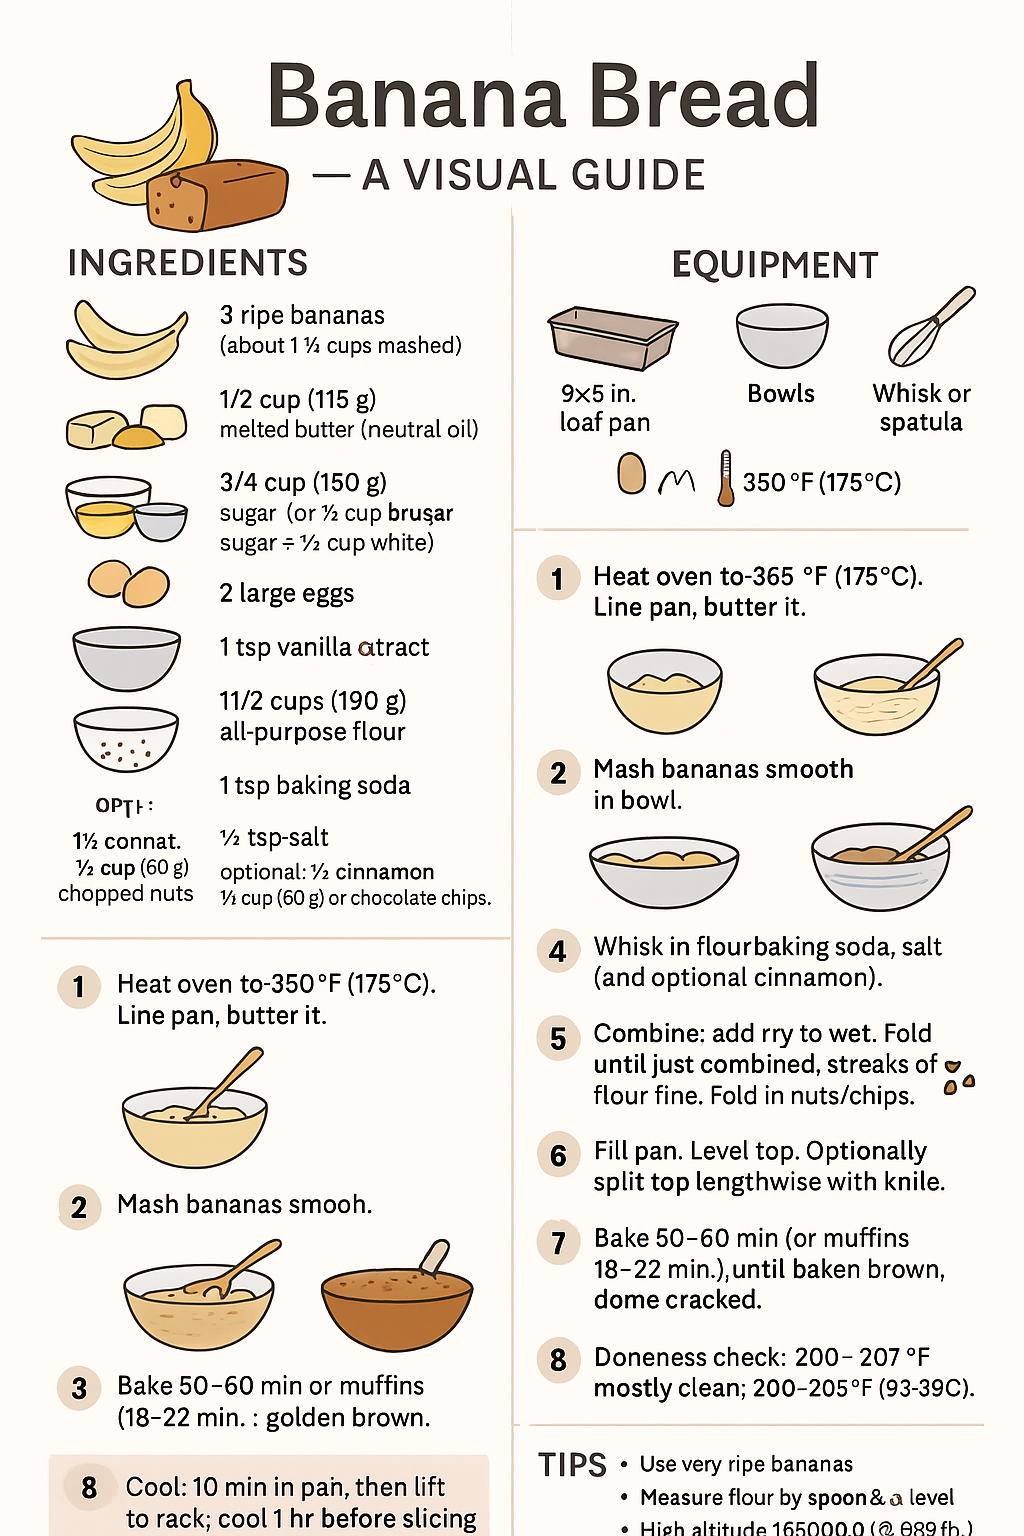 Banana Bread
— A VISUAL GUIDE
INGREDIENTS
3 ripe bananas
(about 1 ½ cups mashed)
1/2 cup (115 g)
melted butter (neutral oil)
3/4 cup (150 g)
sugar (or ½ cup bruşar
sugar ÷ ½ cup white)
2 large eggs
1 tsp vanilla atract
11/2 cups (190 g)
all-purpose flour
1 tsp baking soda
½ tsp-salt
optional: ½ cinnamon
½ cup (60 g) or chocolate chips.
1½ connat.
½ cup (60 g)
chopped nuts
1 Heat oven to-350°F (175°C).
Line pan, butter it.
2 Mash bananas smooh.
3 Bake 50–60 min or muffins
(18–22 min. : golden brown.
8 Cool: 10 min in pan, then lift
to rack; cool 1 hr before slicing
EQUIPMENT
9×5 in.
loaf pan
Bowls
Whisk or
spatula
350 °F (175°C)
1 Heat oven to-365 °F (175°C).
Line pan, butter it.
2 Mash bananas smooth
in bowl.
4 Whisk in flourbaking soda, salt
(and optional cinnamon).
5 Combine: add rry to wet. Fold
until just combined, streaks of
flour fine. Fold in nuts/chips.
6 Fill pan. Level top. Optionally
split top lengthwise with knile.
7 Bake 50–60 min (or muffins
18–22 min.), until baken brown,
dome cracked.
8 Doneness check: 200– 207 °F
mostly clean; 200–205°F (93-39C).
TIPS
• Use very ripe bananas
• Measure flour by spoon & a level
• High altitude